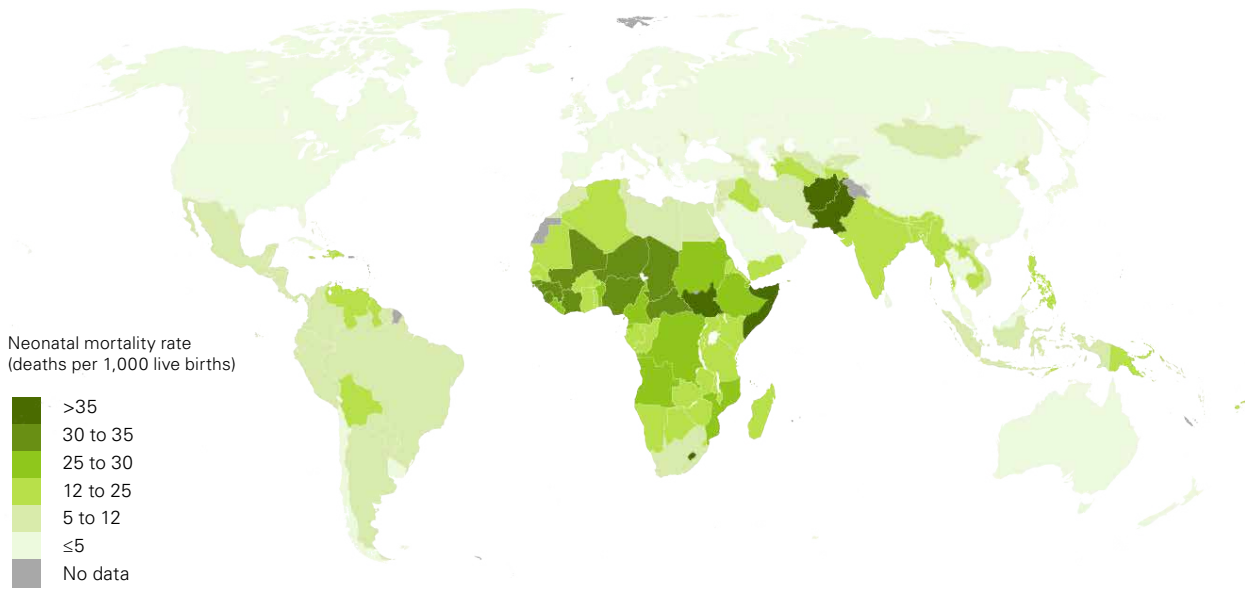 Neonatal mortality rate
(deaths per 1,000 live births)
>35
30 to 35
25 to 30
12 to 25
5 to 12
≤5
No data